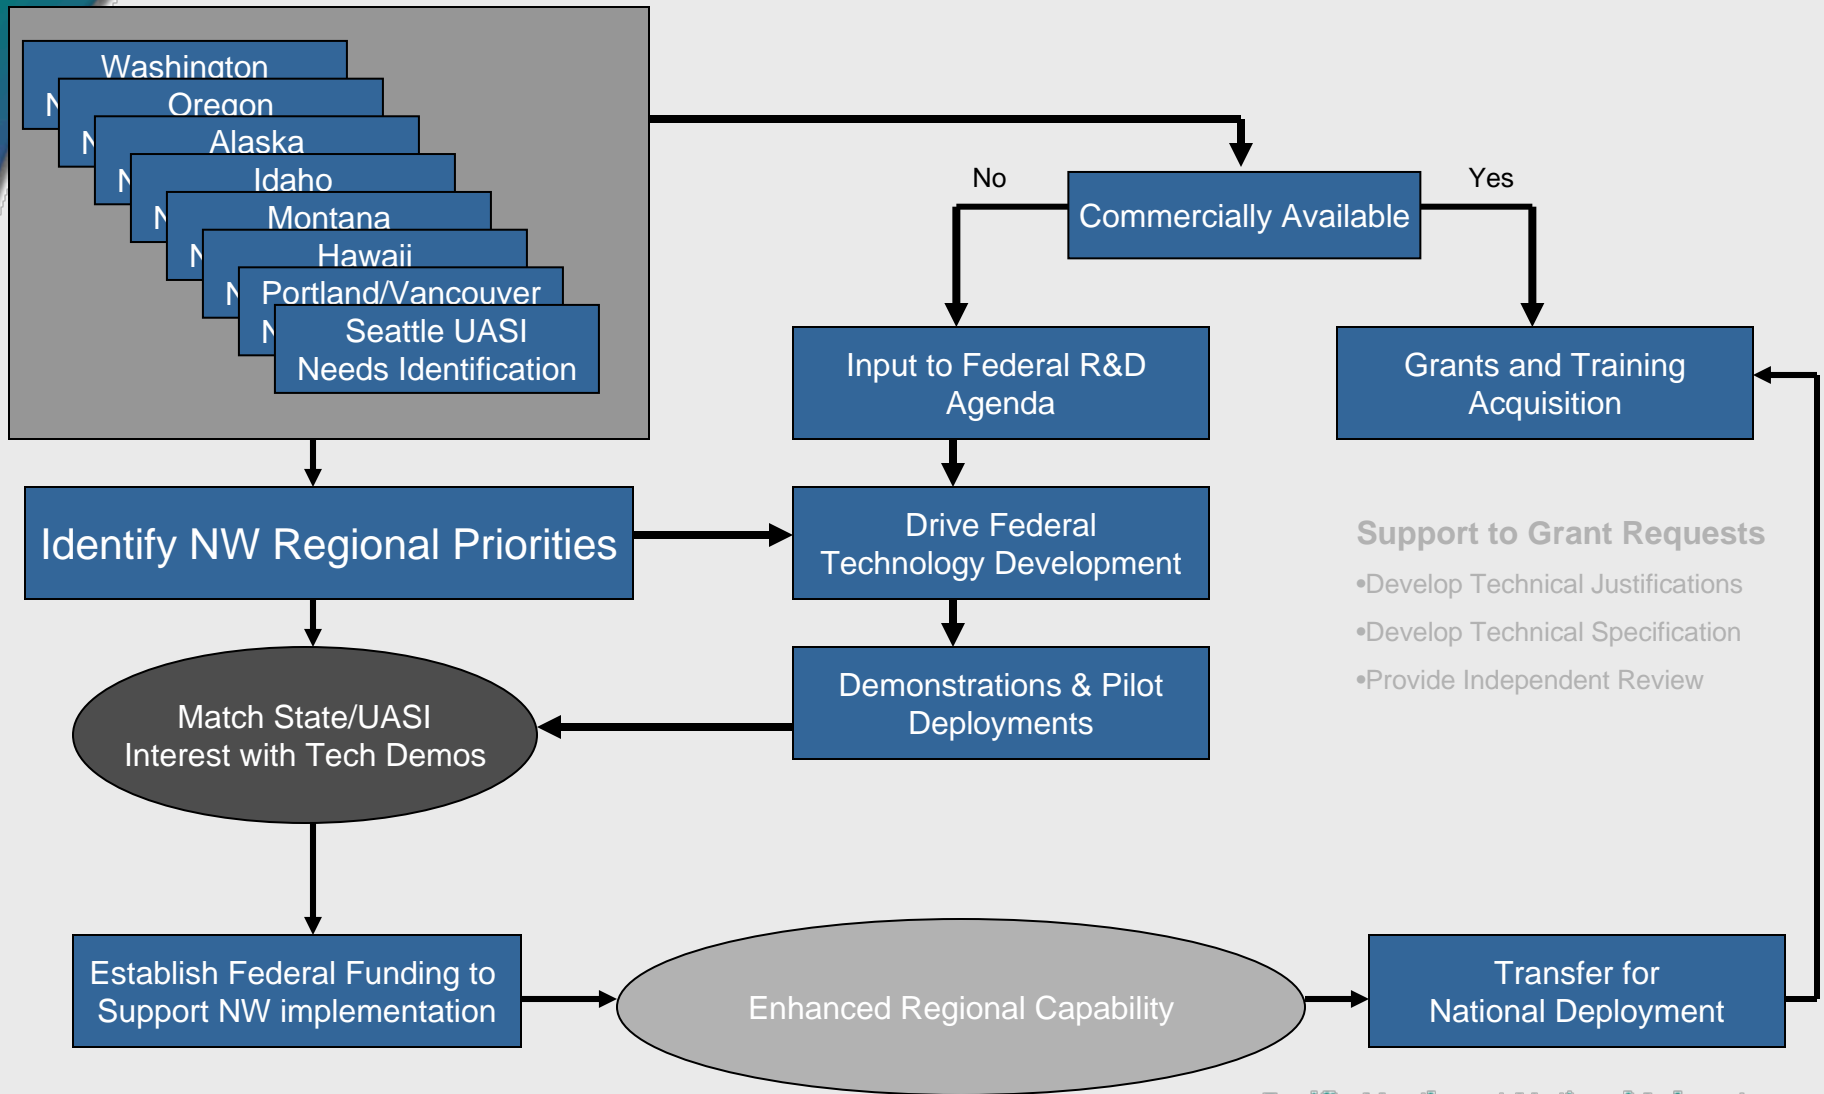 Washington
N
Oregon
N
Alaska
N
Idaho
N
Montana
N
Hawaii
N
Portland/Vancouver
N
Seattle UASI
Needs Identification
No
Yes
Commercially Available
Input to Federal R&D
Agenda
Grants and Training
Acquisition
Identify NW Regional Priorities
Drive Federal
Technology Development
Support to Grant Requests
•Develop Technical Justifications
•Develop Technical Specification
•Provide Independent Review
Demonstrations & Pilot
Deployments
Match State/UASI
Interest with Tech Demos
Establish Federal Funding to
Support NW implementation
Enhanced Regional Capability
Transfer for
National Deployment